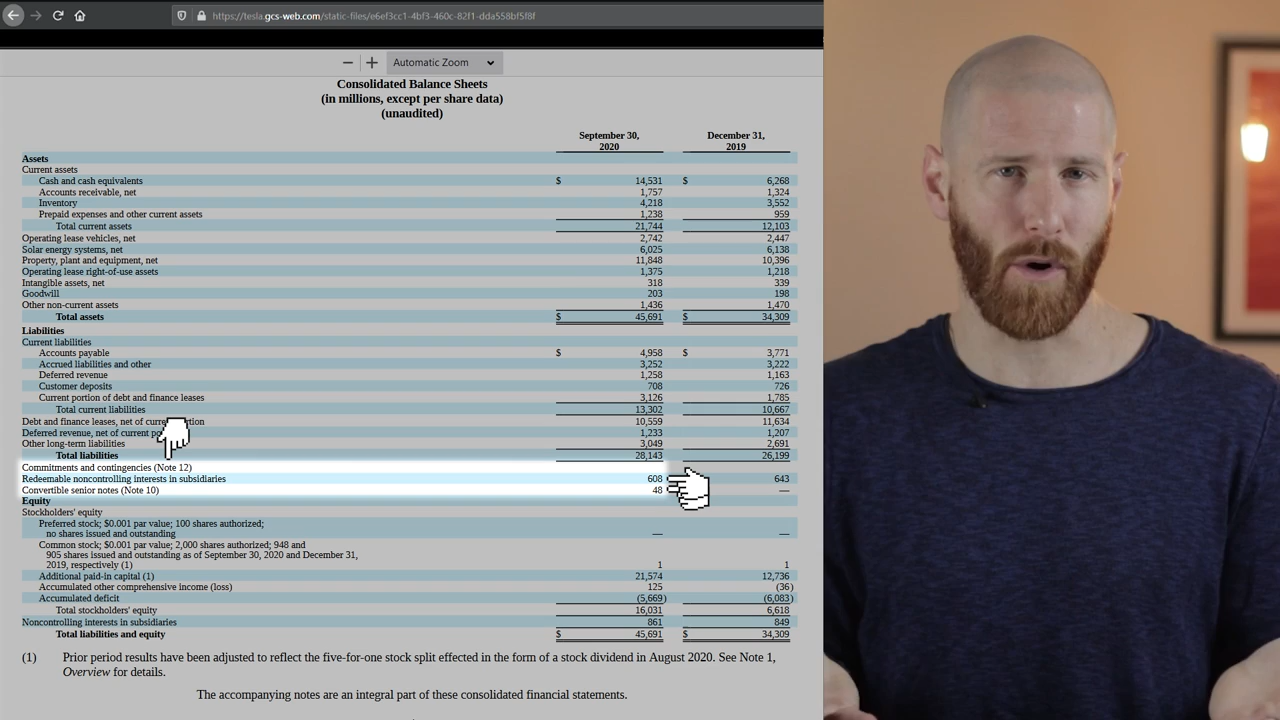 https://tesla.gcs-web.com/static-files/e6ef3cc1-4bf3-460c-82f1-dda558bf5f8f
Automatic Zoom
Consolidated Balance Sheets
(in millions, except per share data)
(unaudited)
September 30, 2020 December 31, 2019
Assets
Current assets
Cash and cash equivalents $ 14,531 $ 6,268
Accounts receivable, net 1,757 1,324
Inventory 4,218 3,552
Prepaid expenses and other current assets 1,238 959
Total current assets 21,744 12,103
Operating lease vehicles, net 2,742 2,447
Solar energy systems, net 6,025 6,138
Property, plant and equipment, net 11,848 10,396
Operating lease right-of-use assets 1,375 1,218
Intangible assets, net 318 339
Goodwill 203 198
Other non-current assets 1,436 1,470
Total assets $ 45,691 $ 34,309
Liabilities
Current liabilities
Accounts payable $ 4,958 $ 3,771
Accrued liabilities and other 3,252 3,222
Deferred revenue 1,258 1,163
Customer deposits 708 726
Current portion of debt and finance leases 3,126 1,785
Total current liabilities 13,302 10,667
Debt and finance leases, net of current portion 10,559 11,634
Deferred revenue, net of current 1,233 1,207
Other long-term liabilities 3,049 2,691
Total liabilities 28,143 26,199
Commitments and contingencies (Note 12)
Redeemable noncontrolling interests in subsidiaries 608 643
Convertible senior notes (Note 10) 48 —
Equity
Stockholders' equity
Preferred stock; $0.001 par value; 100 shares authorized;
no shares issued and outstanding — —
Common stock; $0.001 par value; 2,000 shares authorized; 948 and
905 shares issued and outstanding as of September 30, 2020 and December 31,
2019, respectively (1) 1 1
Additional paid-in capital (1) 21,574 12,736
Accumulated other comprehensive income (loss) 125 (36)
Accumulated deficit (5,669) (6,083)
Total stockholders' equity 16,031 6,618
Noncontrolling interests in subsidiaries 861 849
Total liabilities and equity $ 45,691 $ 34,309
(1) Prior period results have been adjusted to reflect the five-for-one stock split effected in the form of a stock dividend in August 2020. See Note 1,
Overview for details.
The accompanying notes are an integral part of these consolidated financial statements.